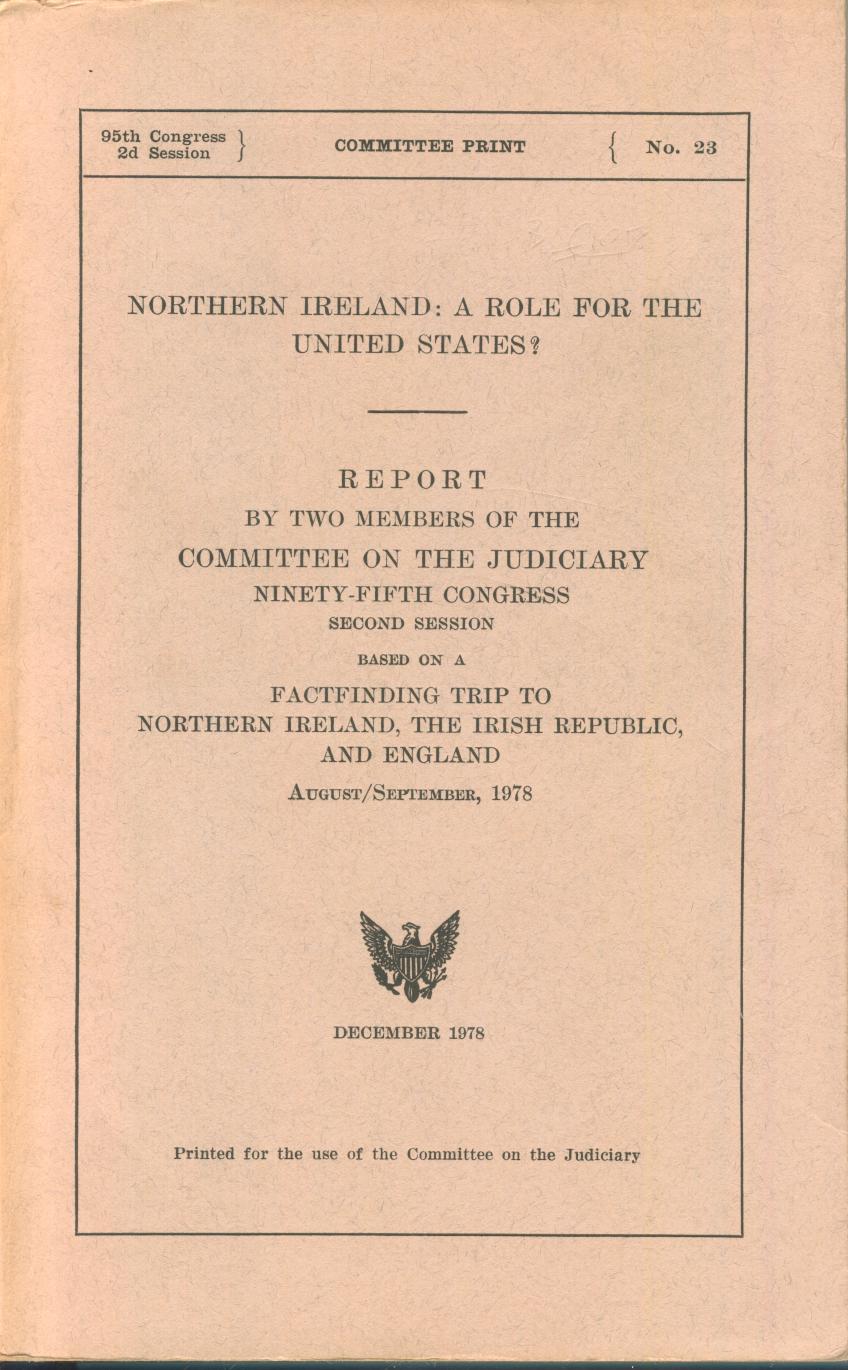 95th Congress } COMMITTEE PRINT { No. 23
2d Session
NORTHERN IRELAND: A ROLE FOR THE
UNITED STATES?
REPORT
BY TWO MEMBERS OF THE
COMMITTEE ON THE JUDICIARY
NINETY-FIFTH CONGRESS
SECOND SESSION
BASED ON A
FACTFINDING TRIP TO
NORTHERN IRELAND, THE IRISH REPUBLIC,
AND ENGLAND
August/September, 1978
DECEMBER 1978
Printed for the use of the Committee on the Judiciary